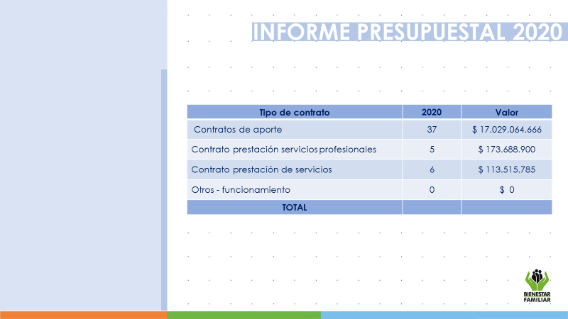 INFORME PRESUPUESTAL 2020
Tipo de contrato 2020 Valor
Contratos de aporte 37 $ 17.029.064.666
Contrato prestación servicios profesionales 5 $ 173.688.900
Contrato prestación de servicios 6 $ 113.515.785
Otros - funcionamiento 0 $ 0
TOTAL
BIENESTAR
FAMILIAR